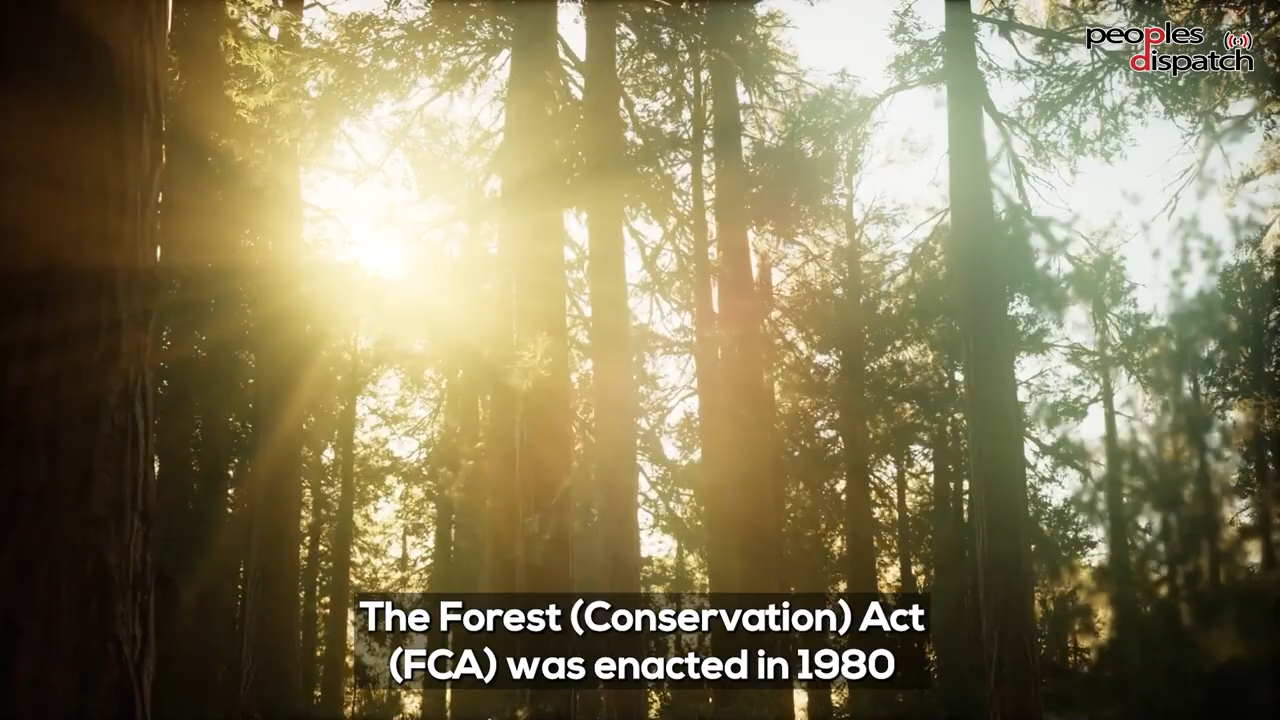 peoples
dispatch
The Forest (Conservation) Act
(FCA) was enacted in 1980